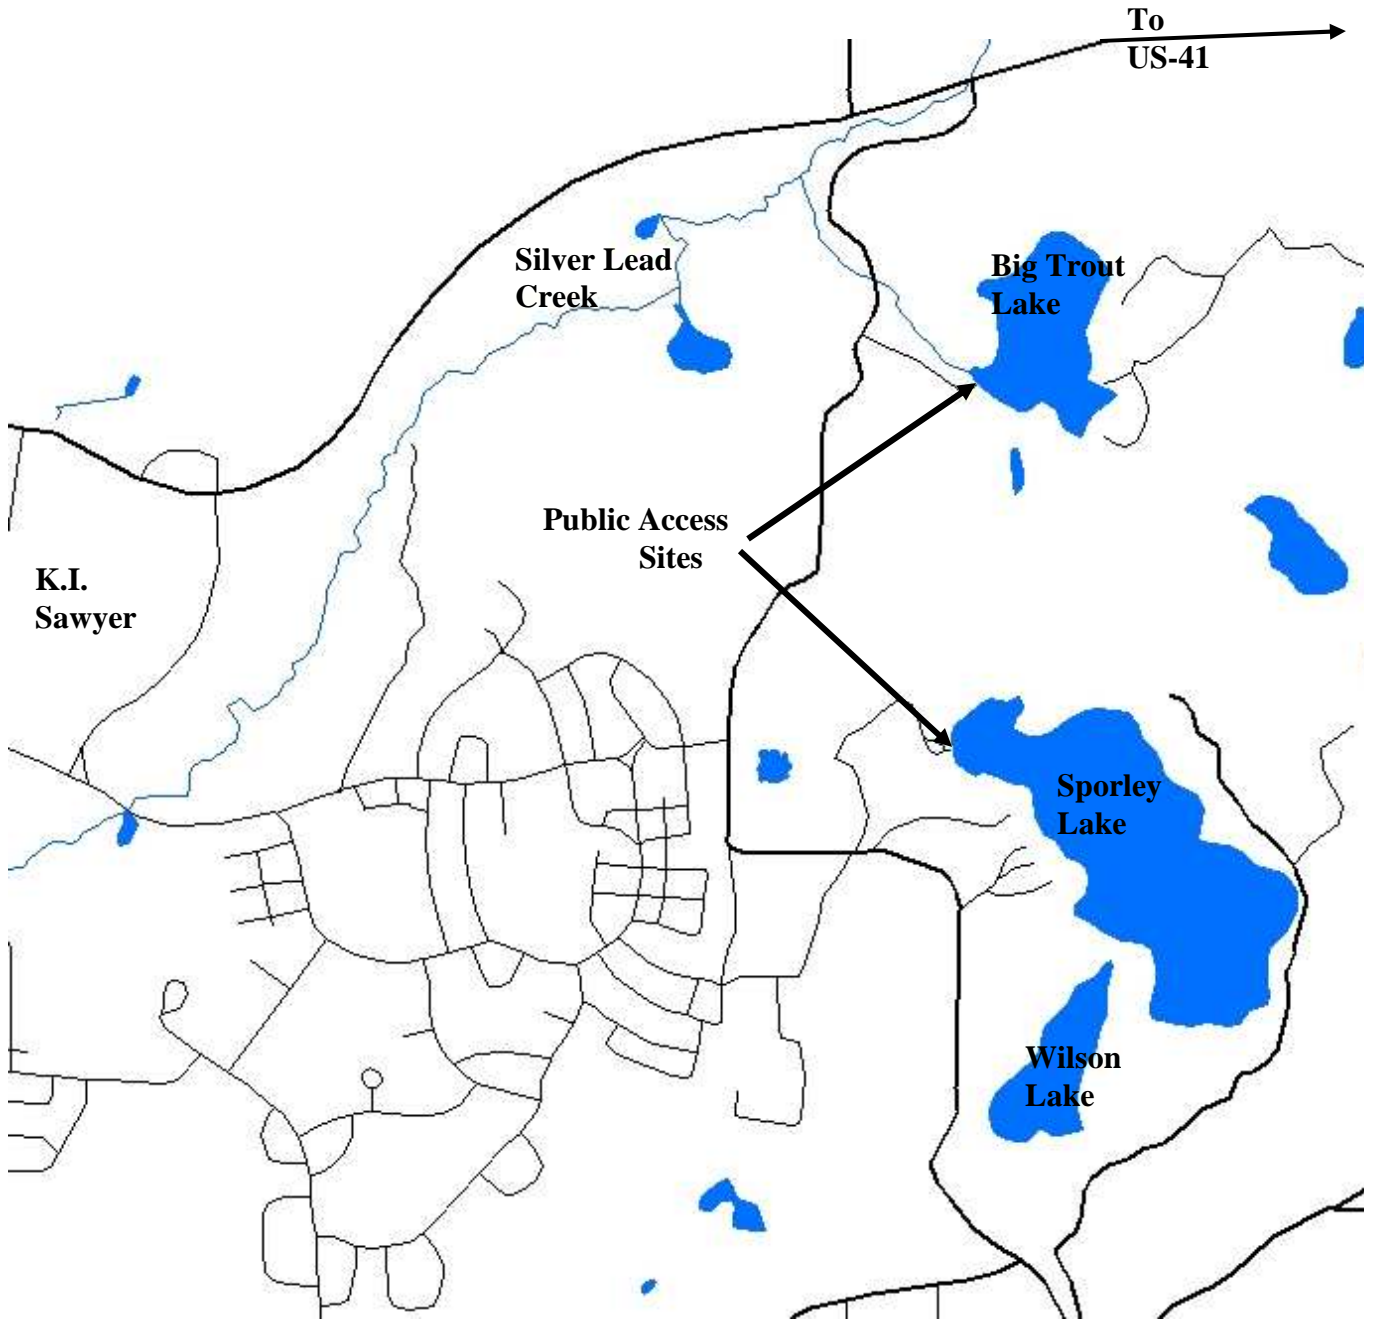 To
US-41
Silver Lead
Creek
Big Trout
Lake
Public Access
Sites
K.I.
Sawyer
Sporley
Lake
Wilson
Lake